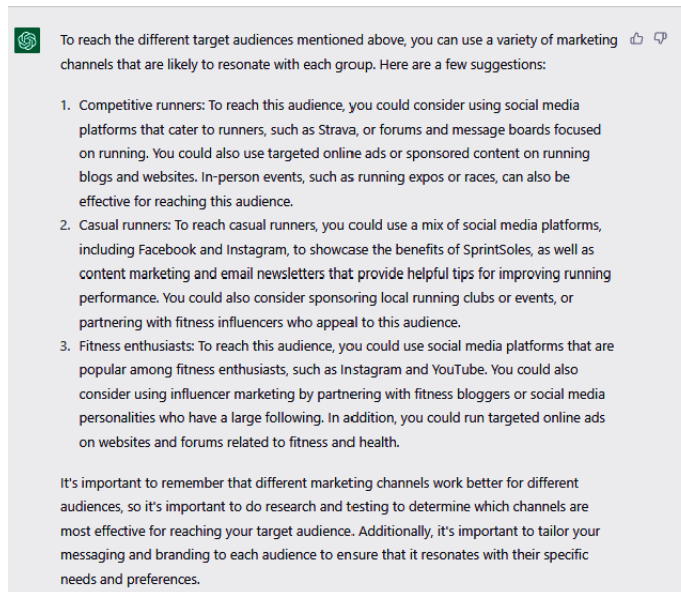 To reach the different target audiences mentioned above, you can use a variety of marketing
channels that are likely to resonate with each group. Here are a few suggestions:
1. Competitive runners: To reach this audience, you could consider using social media
platforms that cater to runners, such as Strava, or forums and message boards focused
on running. You could also use targeted online ads or sponsored content on running
blogs and websites. In-person events, such as running expos or races, can also be
effective for reaching this audience.
2. Casual runners: To reach casual runners, you could use a mix of social media platforms,
including Facebook and Instagram, to showcase the benefits of SprintSoles, as well as
content marketing and email newsletters that provide helpful tips for improving running
performance. You could also consider sponsoring local running clubs or events, or
partnering with fitness influencers who appeal to this audience.
3. Fitness enthusiasts: To reach this audience, you could use social media platforms that are
popular among fitness enthusiasts, such as Instagram and YouTube. You could also
consider using influencer marketing by partnering with fitness bloggers or social media
personalities who have a large following. In addition, you could run targeted online ads
on websites and forums related to fitness and health.
It's important to remember that different marketing channels work better for different
audiences, so it's important to do research and testing to determine which channels are
most effective for reaching your target audience. Additionally, it's important to tailor your
messaging and branding to each audience to ensure that it resonates with their specific
needs and preferences.